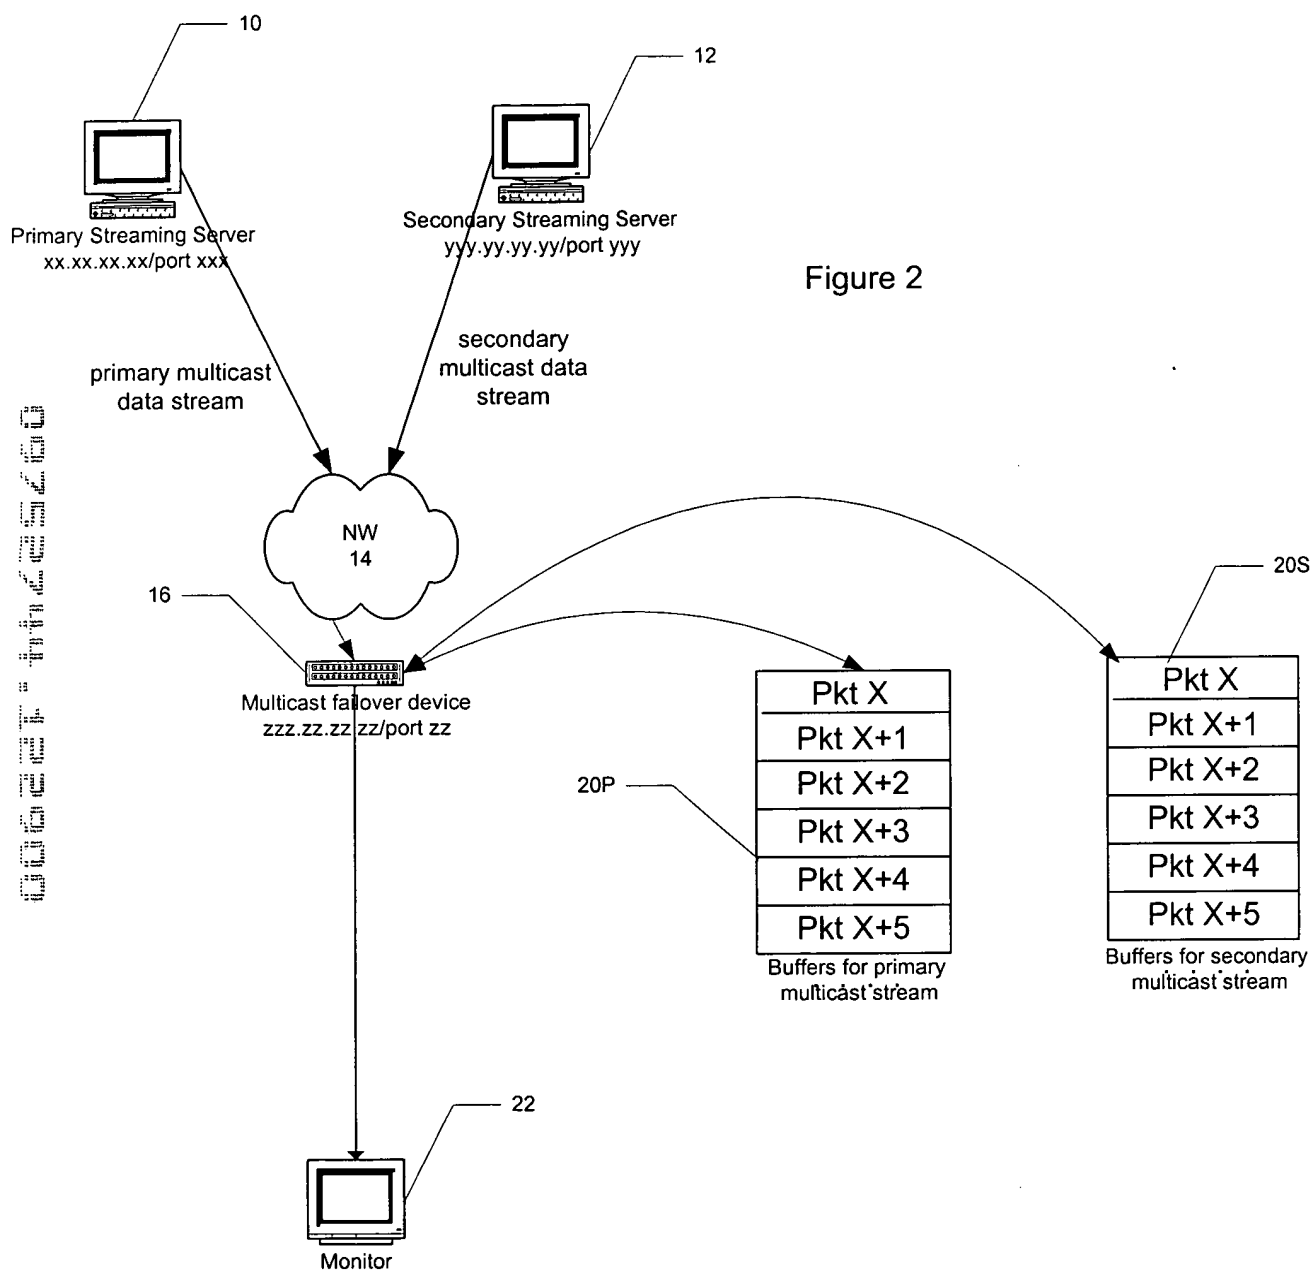 10
12
Primary Streaming Server
xx.xx.xx.xx/port xxx
Secondary Streaming Server
yyy.yy.yy.yy/port yyy
Figure 2
primary multicast
data stream
secondary
multicast data
stream
NW
14
16
Multicast failover device
zzz.zz.zz.zz/port zz
20S
20P
Pkt X
Pkt X+1
Pkt X+2
Pkt X+3
Pkt X+4
Pkt X+5
Buffers for primary
multicast stream
Pkt X
Pkt X+1
Pkt X+2
Pkt X+3
Pkt X+4
Pkt X+5
Buffers for secondary
multicast stream
22
Monitor
09752744.122900